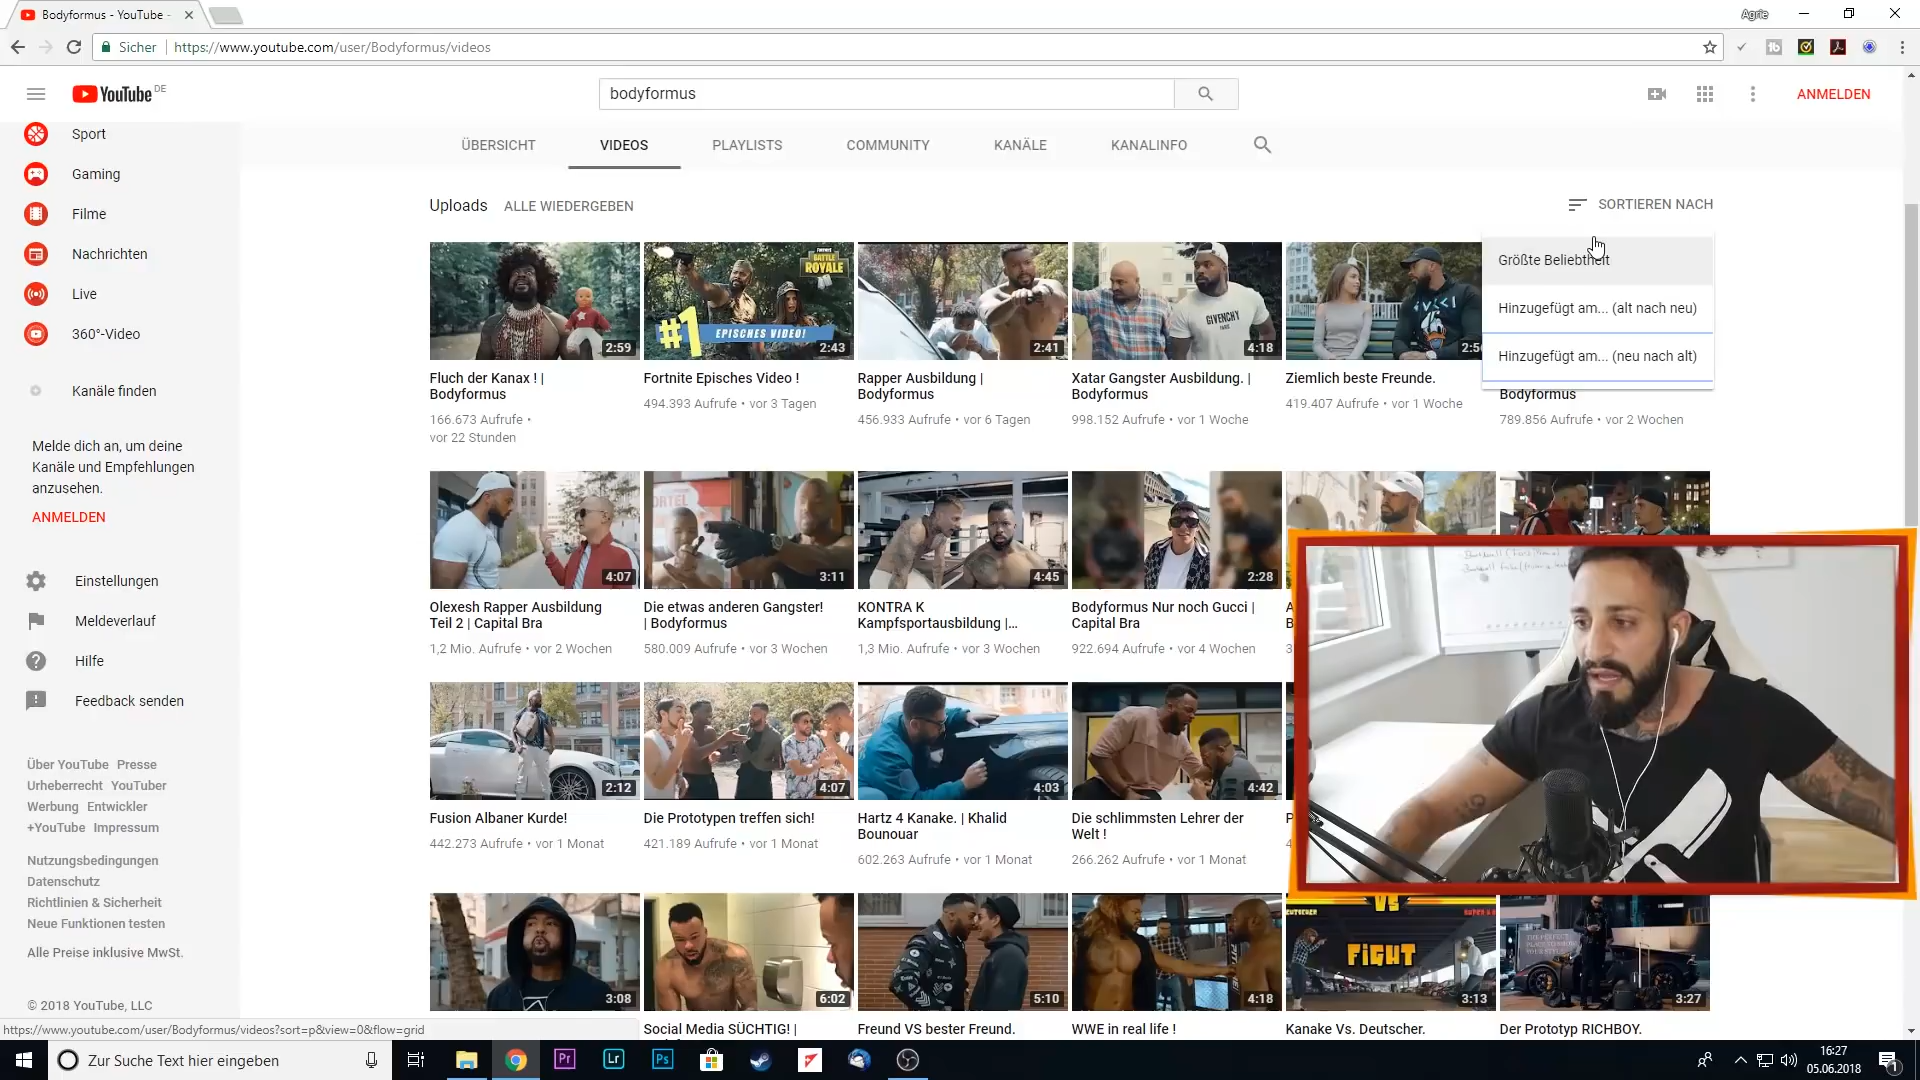 Bodyformus - YouTube -
Agrie
Sicher
https://www.youtube.com/user/Bodyformus/videos
YouTube DE
bodyformus
ANMELDEN
Sport
Gaming
Filme
Nachrichten
Live
360°-Video
Kanäle finden
Melde dich an, um deine
Kanäle und Empfehlungen
anzusehen.
ANMELDEN
Einstellungen
Meldeverlauf
Hilfe
Feedback senden
Über YouTube Presse
Urheberrecht YouTuber
Werbung Entwickler
+YouTube Impressum
Nutzungsbedingungen
Datenschutz
Richtlinien & Sicherheit
Neue Funktionen testen
Alle Preise inklusive MwSt.
© 2018 YouTube, LLC
ÜBERSICHT VIDEOS PLAYLISTS COMMUNITY KANÄLE KANALINFO
Uploads ALLE WIEDERGEBEN
SORTIEREN NACH
Größte Beliebtheit
Hinzugefügt am... (alt nach neu)
Hinzugefügt am... (neu nach alt)
2:59
Fluch der Kanax ! |
Bodyformus
166.673 Aufrufe •
vor 22 Stunden
BATTLE
ROYALE
#1 EPISCHES VIDEO!
2:43
Fortnite Episches Video !
494.393 Aufrufe • vor 3 Tagen
2:41
Rapper Ausbildung |
Bodyformus
456.933 Aufrufe • vor 6 Tagen
GIVENCHY
4:18
Xatar Gangster Ausbildung. |
Bodyformus
998.152 Aufrufe • vor 1 Woche
Ziemlich beste Freunde.
419.407 Aufrufe • vor 1 Woche
Bodyformus
789.856 Aufrufe • vor 2 Wochen
4:07
Olexesh Rapper Ausbildung
Teil 2 | Capital Bra
1,2 Mio. Aufrufe • vor 2 Wochen
3:11
Die etwas anderen Gangster!
| Bodyformus
580.009 Aufrufe • vor 3 Wochen
4:45
KONTRA K
Kampfsportausbildung |...
1,3 Mio. Aufrufe • vor 3 Wochen
2:28
Bodyformus Nur noch Gucci |
Capital Bra
922.694 Aufrufe • vor 4 Wochen
2:12
Fusion Albaner Kurde!
442.273 Aufrufe • vor 1 Monat
4:07
Die Prototypen treffen sich!
421.189 Aufrufe • vor 1 Monat
4:03
Hartz 4 Kanake. | Khalid
Bounouar
602.263 Aufrufe • vor 1 Monat
4:42
Die schlimmsten Lehrer der
Welt !
266.262 Aufrufe • vor 1 Monat
3:08
6:02
Social Media SÜCHTIG! |
5:10
Freund VS bester Freund.
4:18
WWE in real life !
VS
FIGHT
3:13
Kanake Vs. Deutscher.
3:27
Der Prototyp RICHBOY.
https://www.youtube.com/user/Bodyformus/videos?sort=p&view=0&flow=grid
Zur Suche Text hier eingeben
Pr
Lr
Ps
16:27
05.06.2018
1